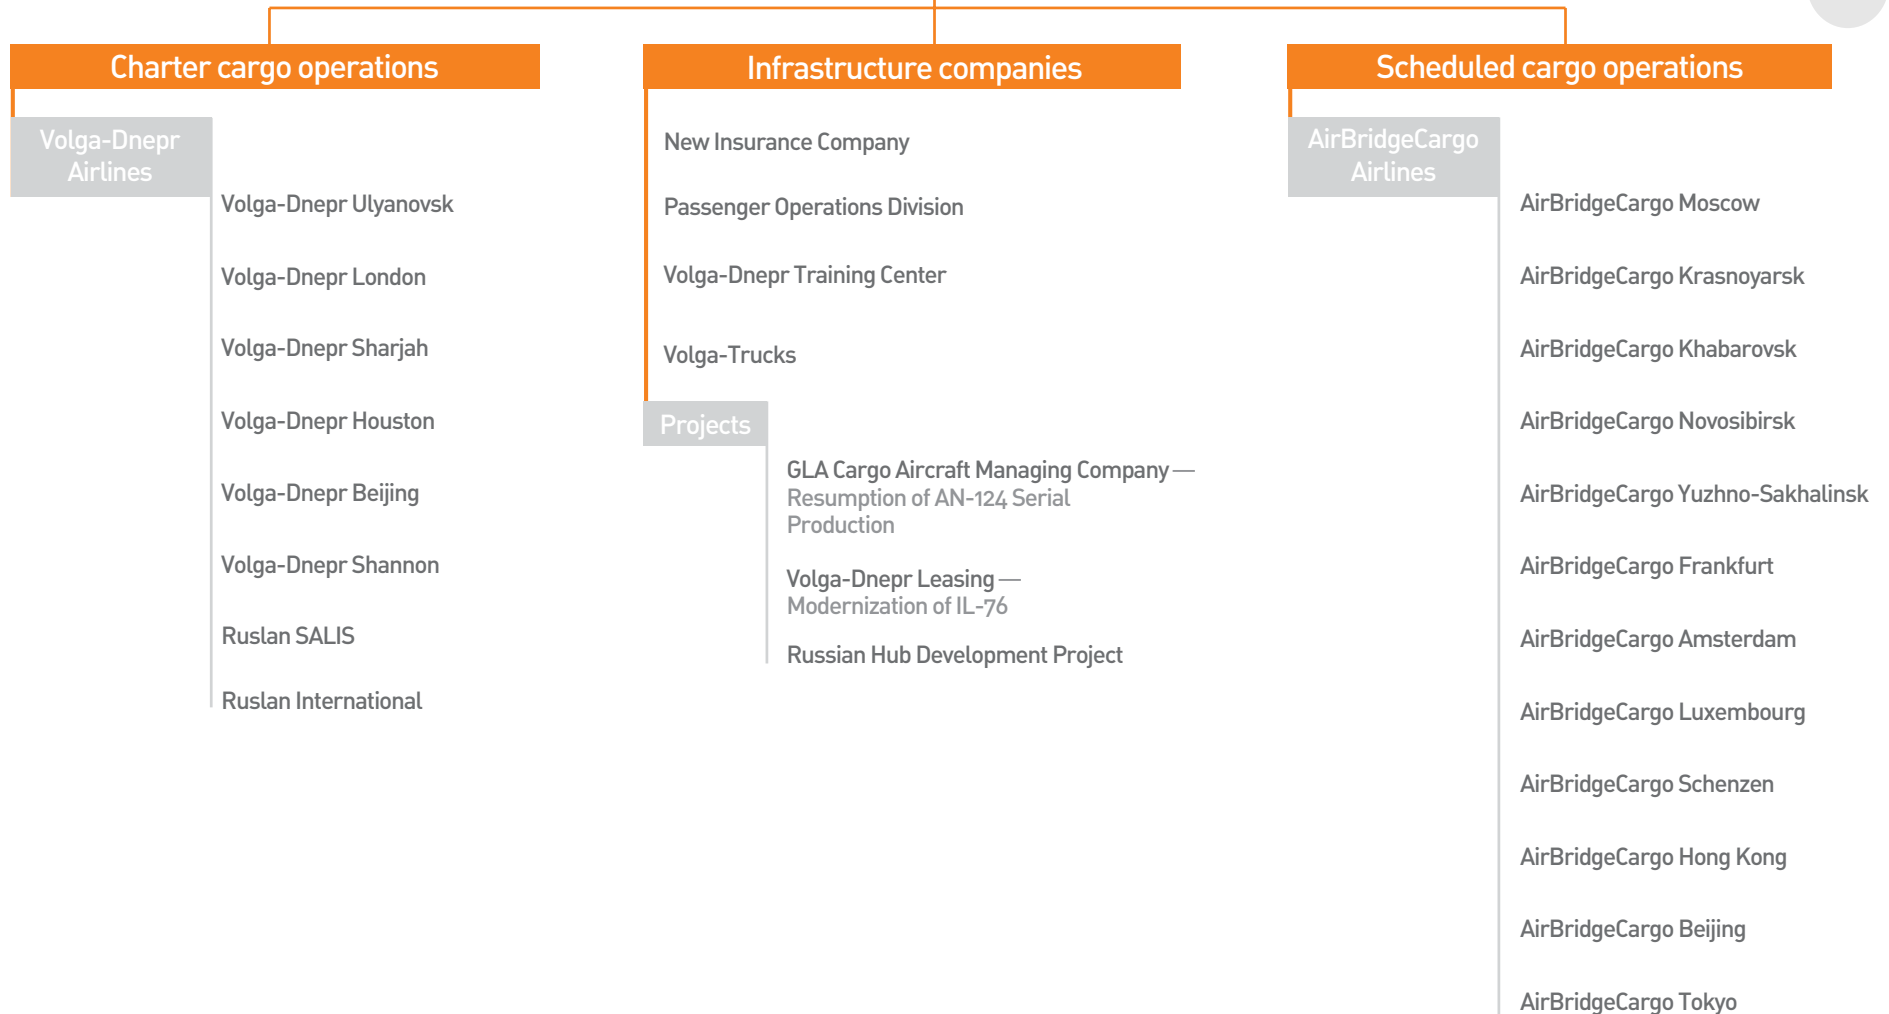 Charter cargo operations
Volga-Dnepr
Airlines
Volga-Dnepr Ulyanovsk
Volga-Dnepr London
Volga-Dnepr Sharjah
Volga-Dnepr Houston
Volga-Dnepr Beijing
Volga-Dnepr Shannon
Ruslan SALIS
Ruslan International
Infrastructure companies
New Insurance Company
Passenger Operations Division
Volga-Dnepr Training Center
Volga-Trucks
Projects
GLA Cargo Aircraft Managing Company —
Resumption of AN-124 Serial
Production
Volga-Dnepr Leasing —
Modernization of IL-76
Russian Hub Development Project
Scheduled cargo operations
AirBridgeCargo
Airlines
AirBridgeCargo Moscow
AirBridgeCargo Krasnoyarsk
AirBridgeCargo Khabarovsk
AirBridgeCargo Novosibirsk
AirBridgeCargo Yuzhno-Sakhalinsk
AirBridgeCargo Frankfurt
AirBridgeCargo Amsterdam
AirBridgeCargo Luxembourg
AirBridgeCargo Schenzen
AirBridgeCargo Hong Kong
AirBridgeCargo Beijing
AirBridgeCargo Tokyo